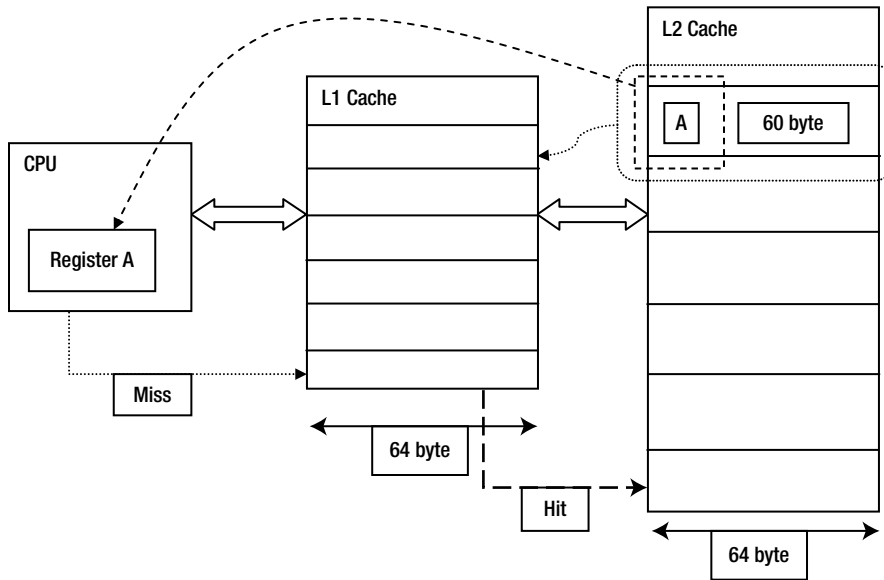 L2 Cache
L1 Cache
A
60 byte
CPU
Register A
Miss
64 byte
Hit
64 byte